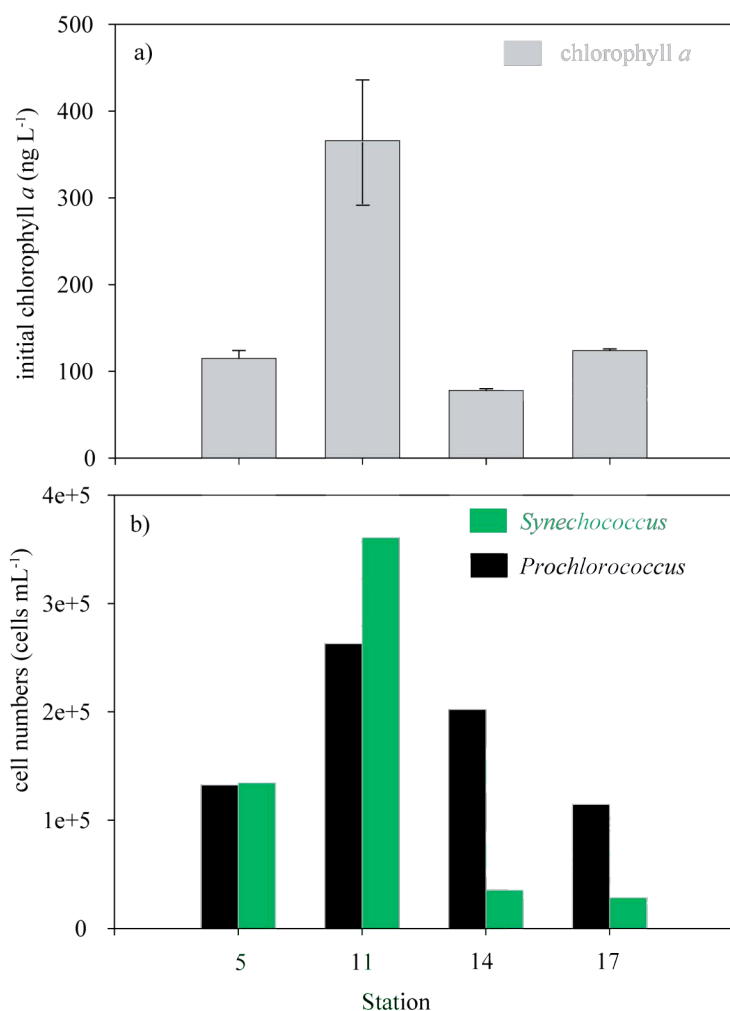 500
a)
chlorophyll a
400
300
200
100
0
initial chlorophyll a (ng L-1)
4e+5
b)
Synechococcus
Prochlorococcus
3e+5
2e+5
1e+5
0
cell numbers (cells mL-1)
5 11 14 17
Station